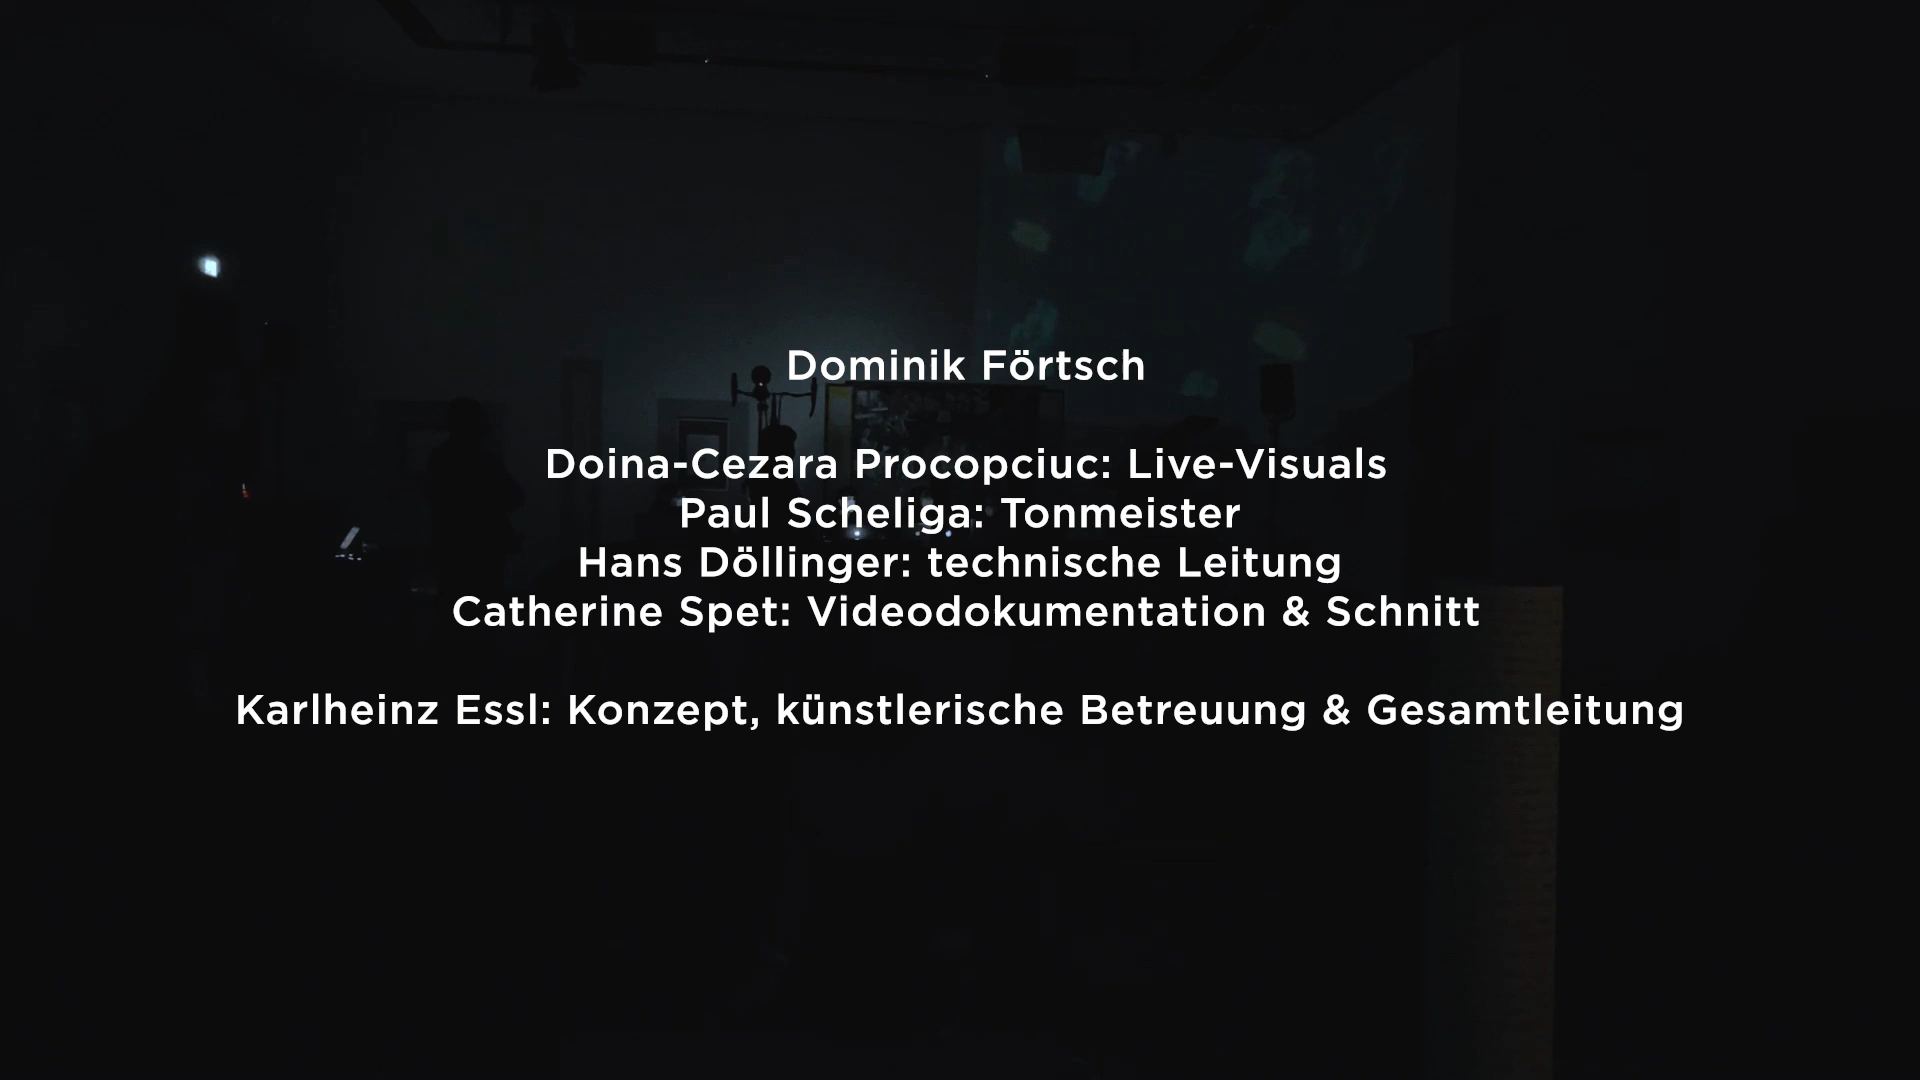 Dominik Förtsch
Doina-Cezara Procopciuc: Live-Visuals
Paul Scheliga: Tonmeister
Hans Döllinger: technische Leitung
Catherine Spet: Videodokumentation & Schnitt
Karlheinz Essl: Konzept, künstlerische Betreuung & Gesamtleitung